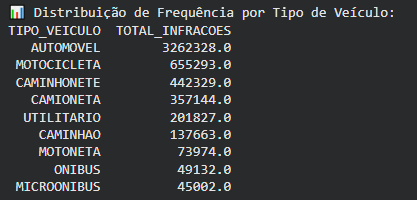 📊 Distribuição de Frequência por Tipo de Veículo:
TIPO_VEICULO TOTAL_INFRACOES
AUTOMOVEL 3262328.0
MOTOCICLETA 655293.0
CAMINHONETE 442329.0
CAMIONETA 357144.0
UTILITARIO 201827.0
CAMINHAO 137663.0
MOTONETA 73974.0
ONIBUS 49132.0
MICROONIBUS 45002.0